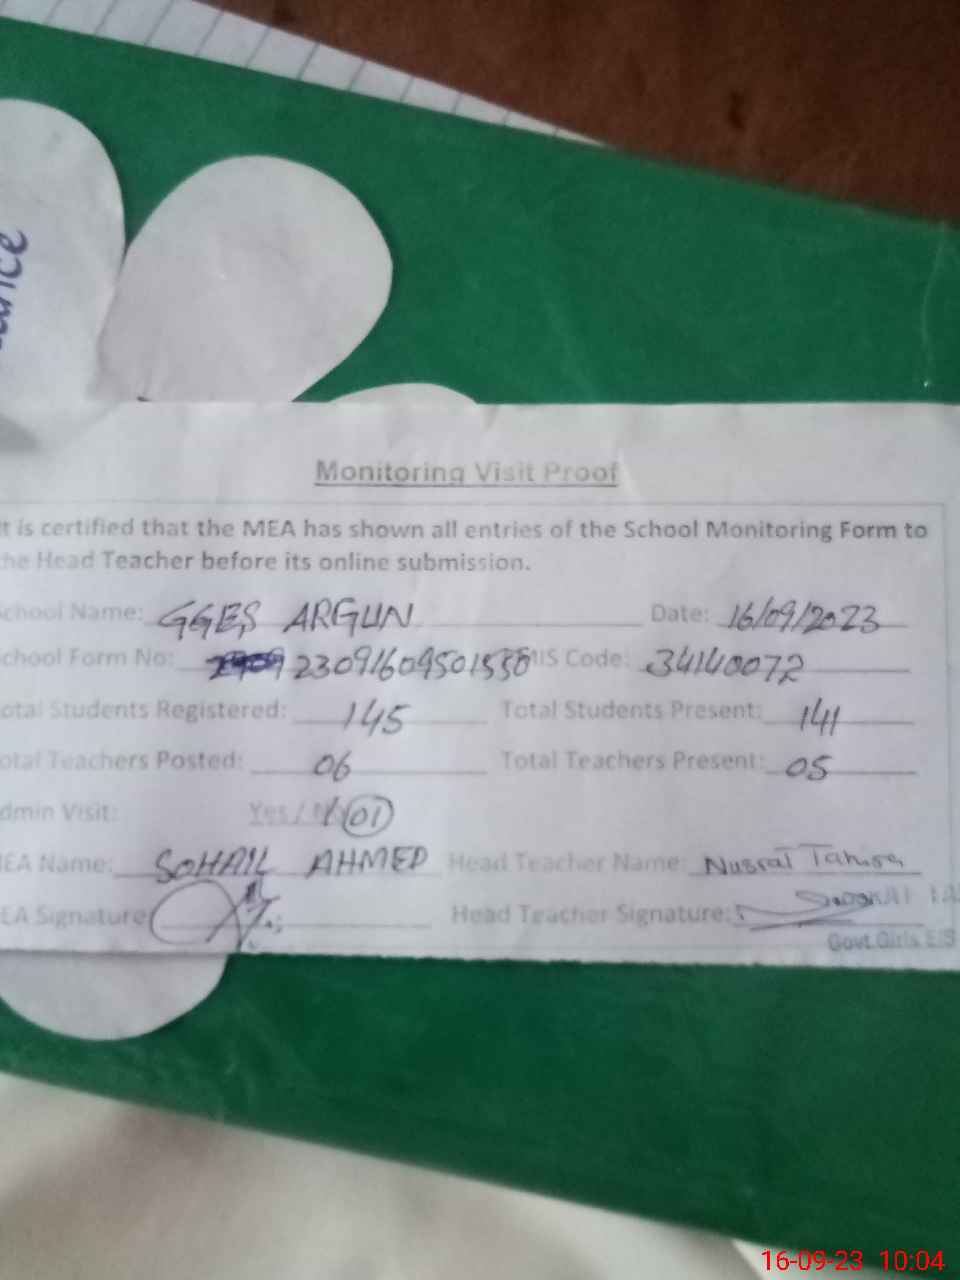 Monitoring Visit Proof
t is certified that the MEA has shown all entries of the School Monitoring Form to
he Head Teacher before its online submission.
chool Name: GGES ARGUN Date: 16/09/2023
chool Form No: 23091609501550 IS Code: 34140072
otal Students Registered: 145 Total Students Present: 141
otal Teachers Posted: 06 Total Teachers Present: 05
dmin Visit: Yes / 01
EA Name: SOHAIL AHMED Head Teacher Name: Nusrat
EA Signature Head Teacher Signature:
Govt.Girls E/S
16-09-23 10:04